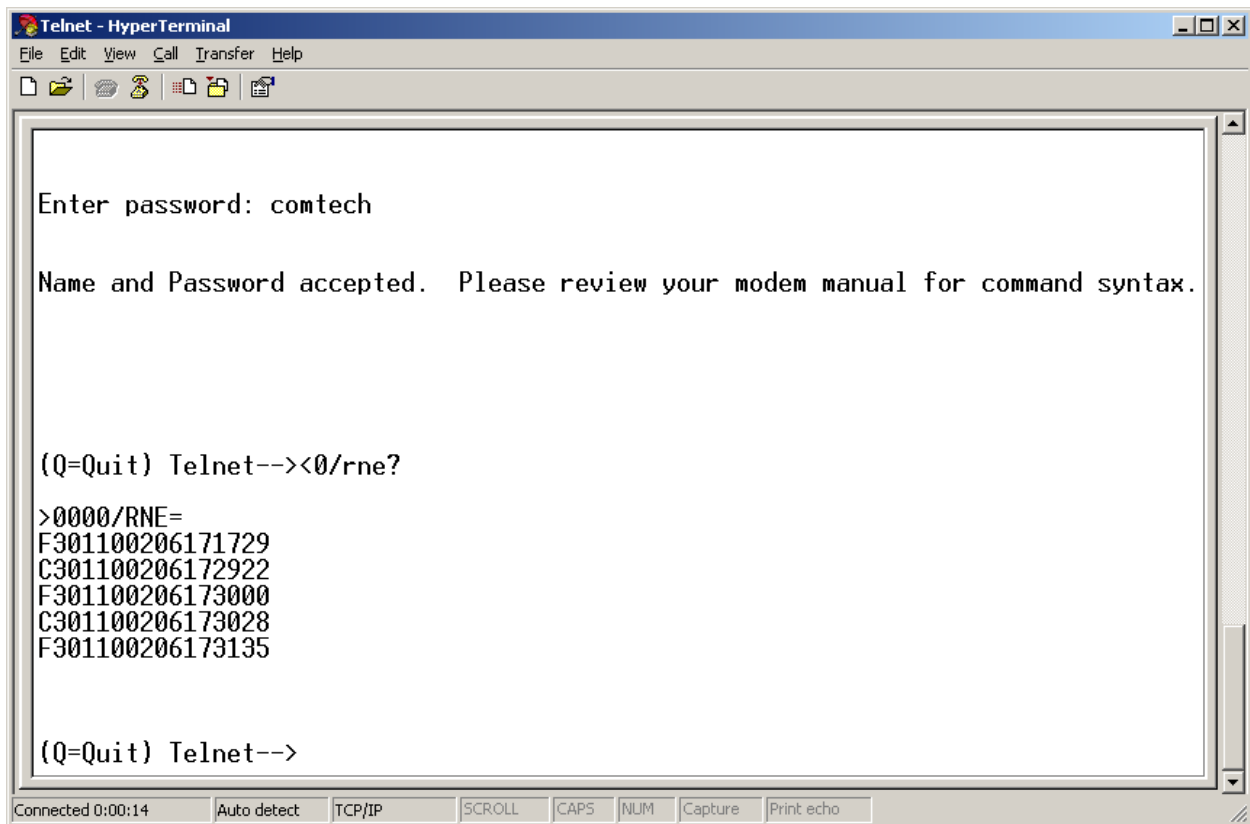 Telnet - HyperTerminal
File Edit View Call Transfer Help
Enter password: comtech
Name and Password accepted.  Please review your modem manual for command syntax.
(Q=Quit) Telnet--><0/rne?
>0000/RNE=
F301100206171729
C301100206172922
F301100206173000
C301100206173028
F301100206173135
(Q=Quit) Telnet-->
Connected 0:00:14 Auto detect TCP/IP SCROLL CAPS NUM Capture Print echo